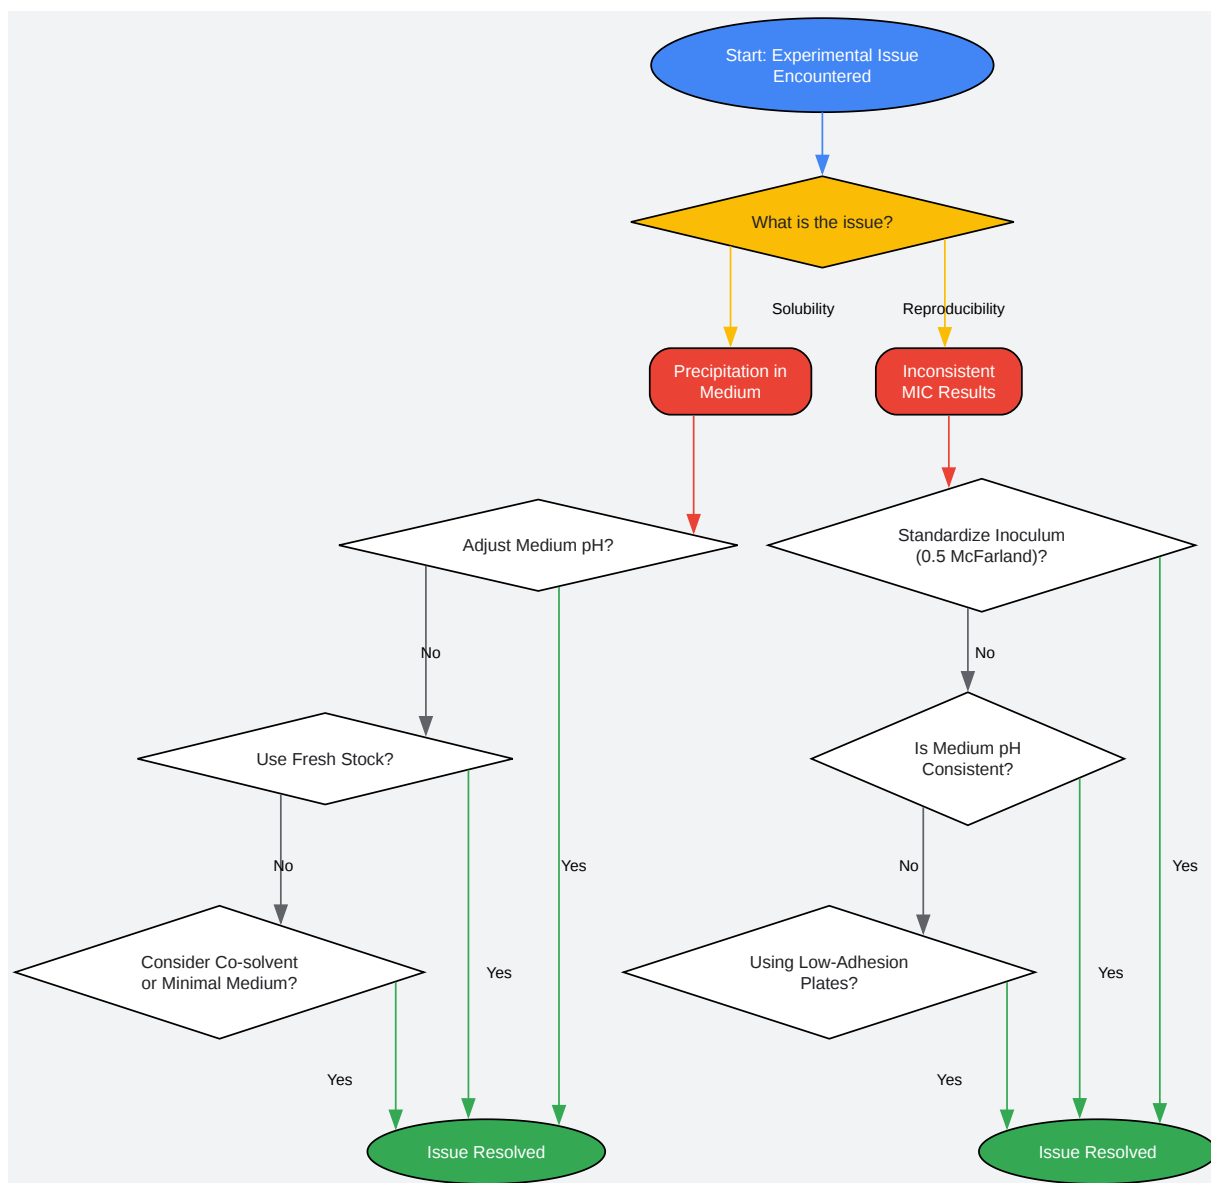 Start: Experimental Issue
Encountered
What is the issue?
Solubility
Reproducibility
Precipitation in
Medium
Inconsistent
MIC Results
Adjust Medium pH?
Standardize Inoculum
(0.5 McFarland)?
No
No
Use Fresh Stock?
Is Medium pH
Consistent?
No
Yes
No
Yes
Consider Co-solvent
or Minimal Medium?
Yes
Using Low-Adhesion
Plates?
Yes
Yes
Yes
Issue Resolved
Issue Resolved